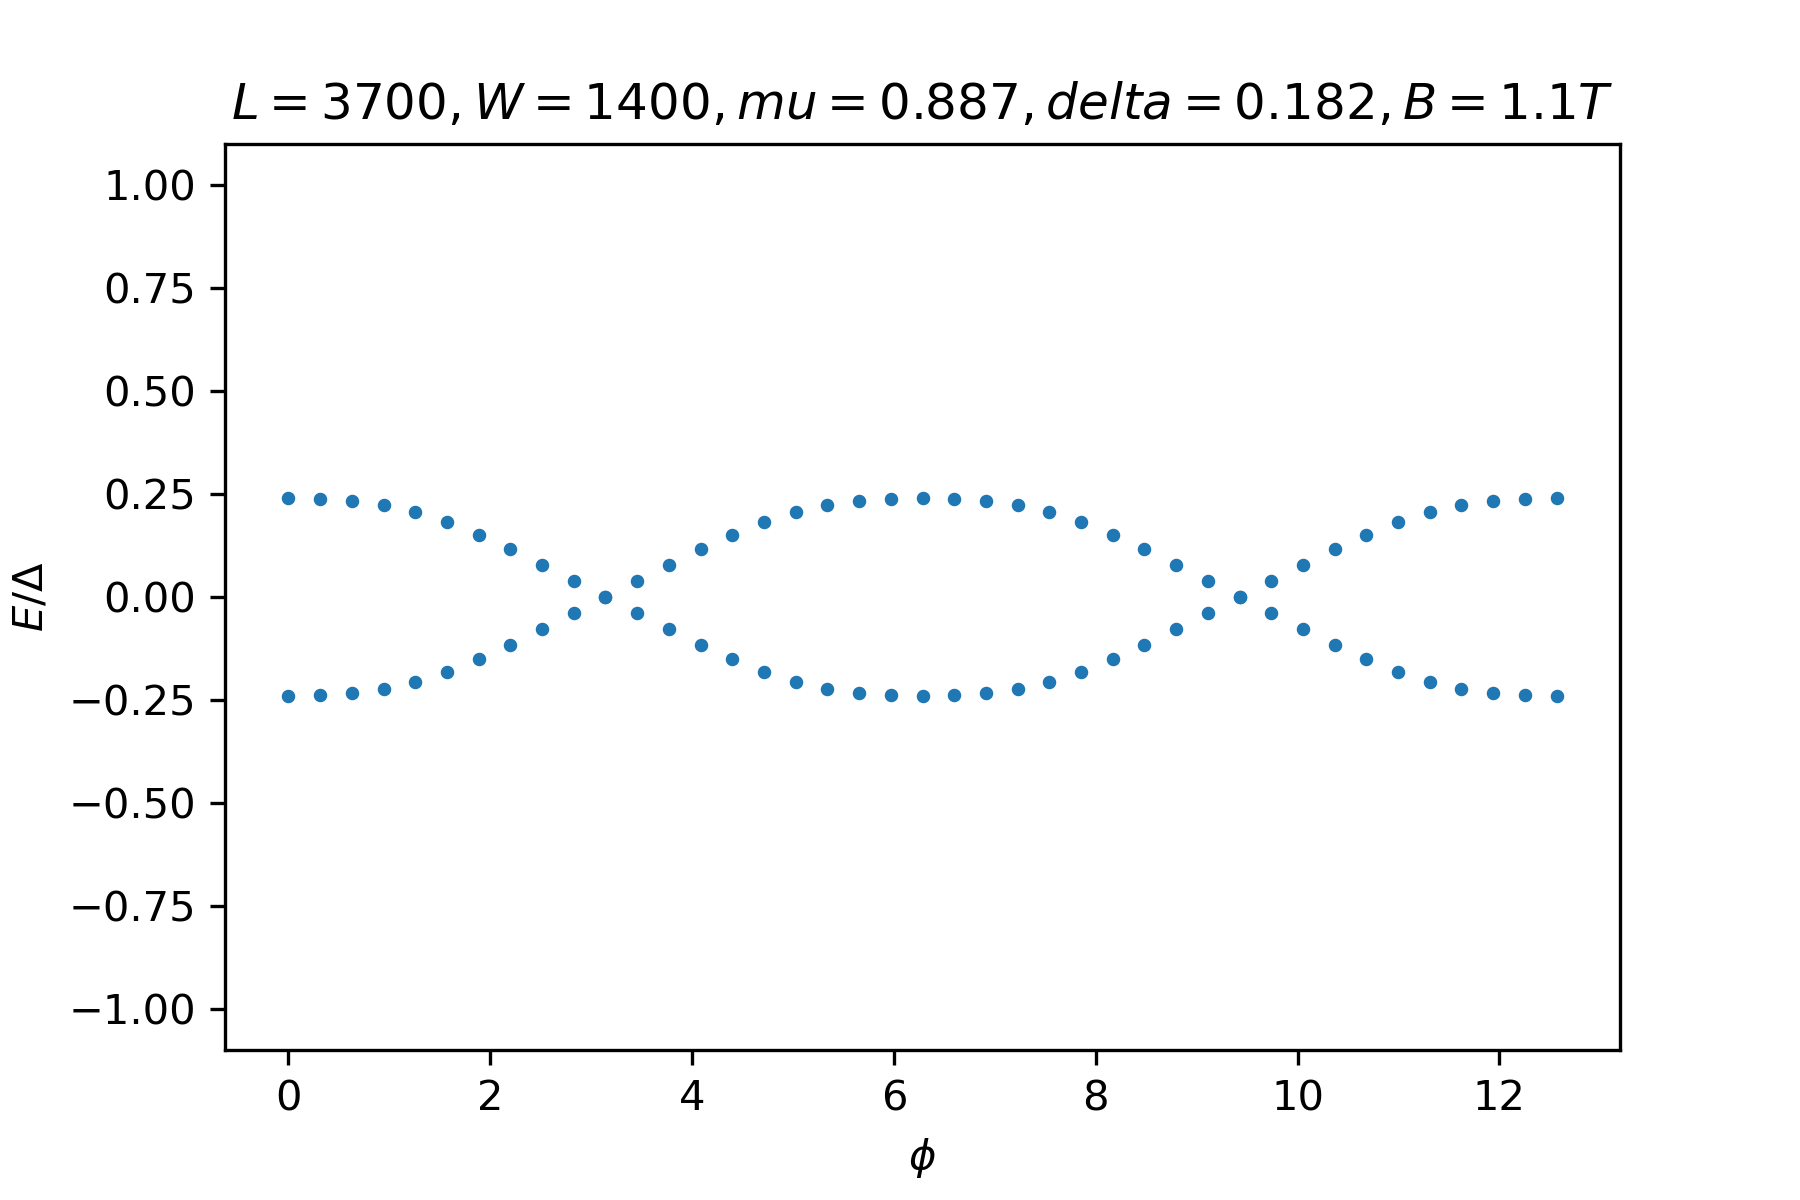 L = 3700, W = 1400, mu = 0.887, delta = 0.182, B = 1.1T
1.00
0.75
0.50
0.25
0.00
−0.25
−0.50
−0.75
−1.00
E/Δ
0 2 4 6 8 10 12
ϕ